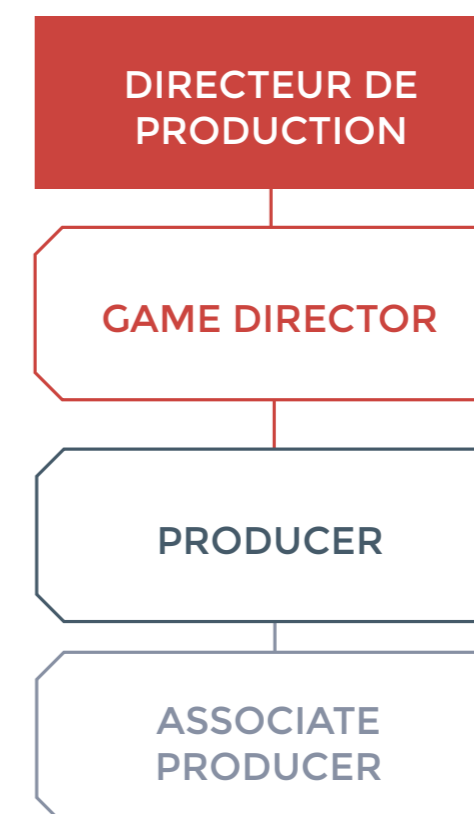 DIRECTEUR DE
PRODUCTION
GAME DIRECTOR
PRODUCER
ASSOCIATE
PRODUCER